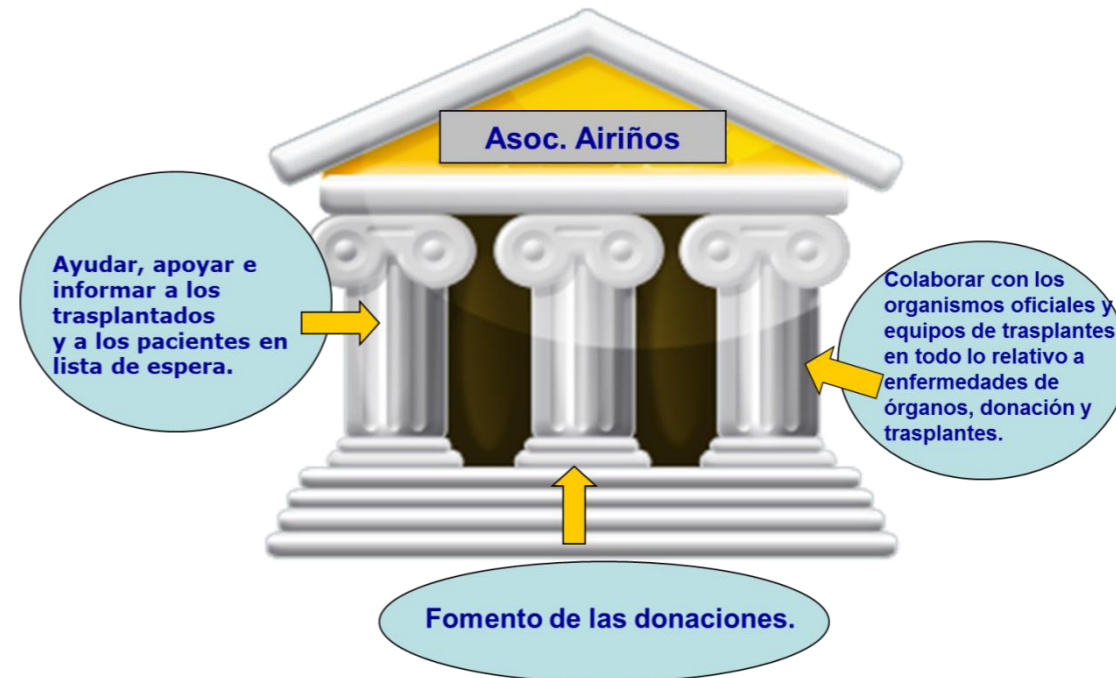 Asoc. Airiños
Ayudar, apoyar e
informar a los
trasplantados
y a los pacientes en
lista de espera.
Colaborar con los
organismos oficiales y
equipos de trasplantes
en todo lo relativo a
enfermedades de
órganos, donación y
trasplantes.
Fomento de las donaciones.